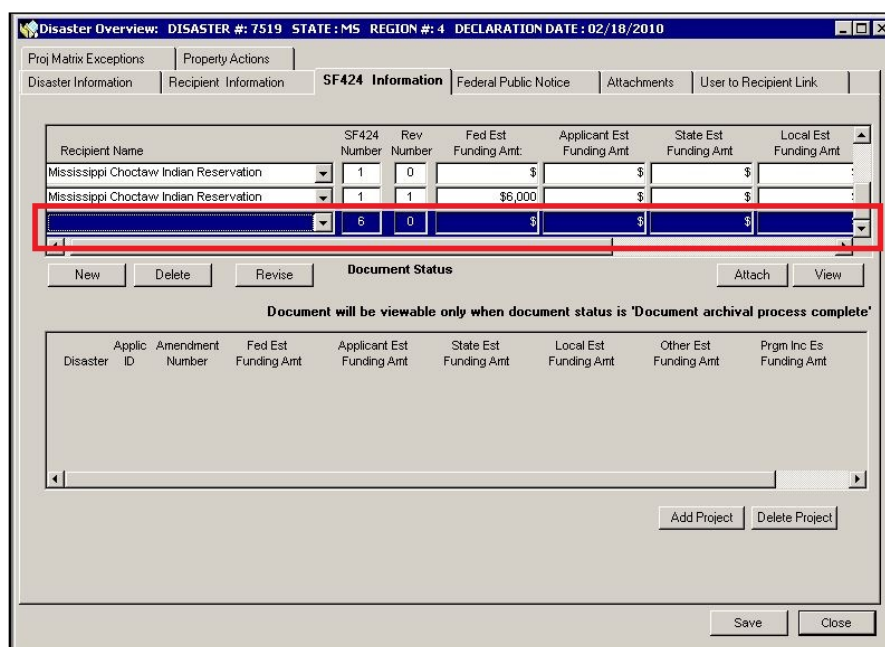 Disaster Overview: DISASTER #: 7519 STATE : MS REGION #: 4 DECLARATION DATE : 02/18/2010
Proj Matrix Exceptions Property Actions
Disaster Information Recipient Information SF424 Information Federal Public Notice Attachments User to Recipient Link
SF424 Rev Fed Est Applicant Est State Est Local Est
Recipient Name Number Number Funding Amt: Funding Amt Funding Amt Funding Amt
Mississippi Choctaw Indian Reservation 1 0 $ $ $
Mississippi Choctaw Indian Reservation 1 1 $6,000 $ $
6 0 $ $ $
New Delete Revise Document Status Attach View
Document will be viewable only when document status is 'Document archival process complete'
Applic Amendment Fed Est Applicant Est State Est Local Est Other Est Prgm Inc Es
Disaster ID Number Funding Amt Funding Amt Funding Amt Funding Amt Funding Amt Funding Amt
Add Project Delete Project
Save Close